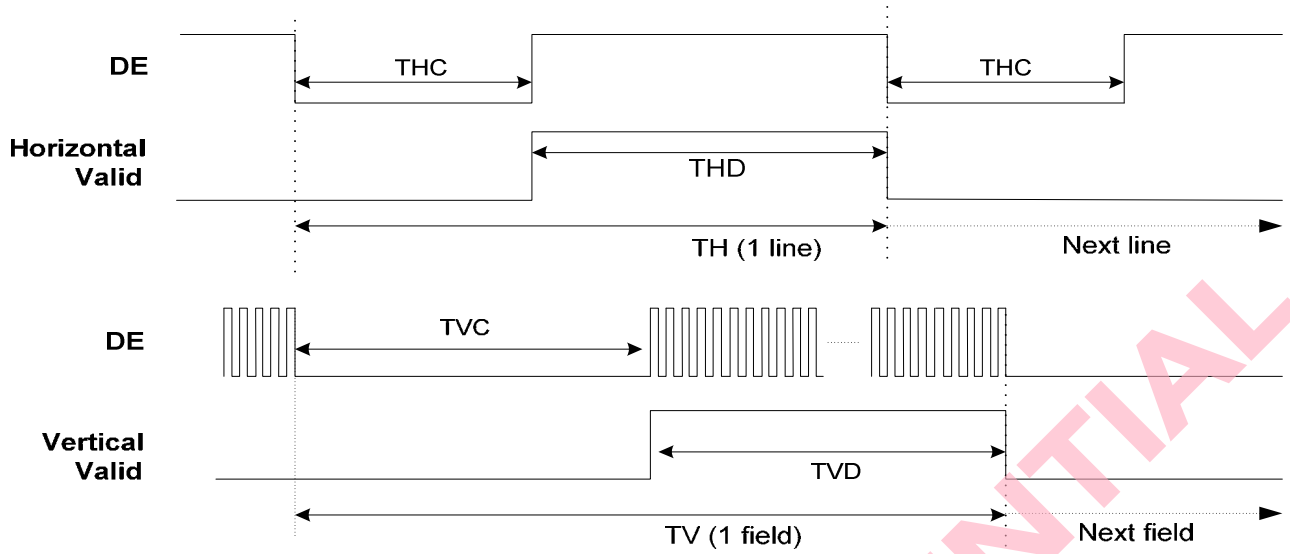 DE
THC
THC
Horizontal
Valid
THD
TH (1 line)
Next line
DE
TVC
Vertical
Valid
TVD
TV (1 field)
Next field
NTIAL